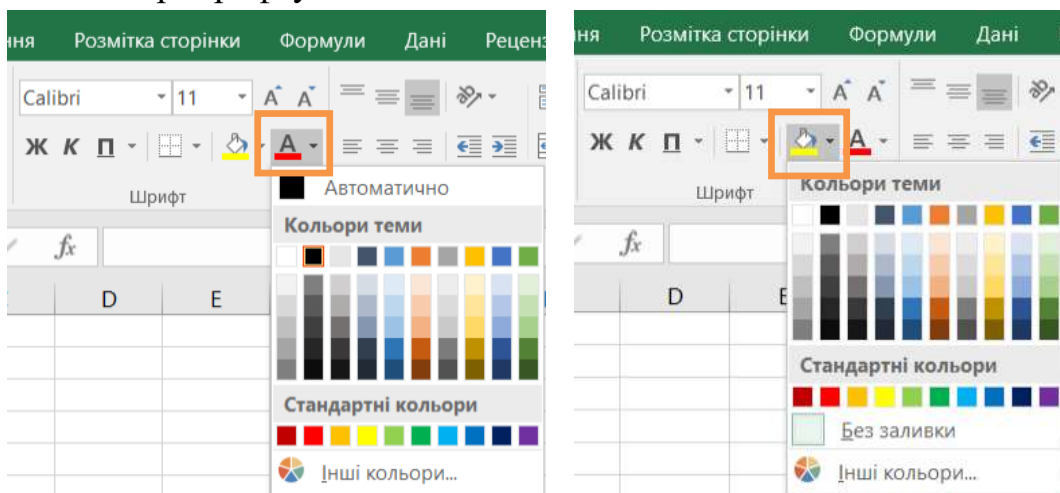 ння Розмітка сторінки Формули Дані Реценз
Calibri 11 A A
Ж К П A
Шрифт
Автоматично
Кольори теми
fx
D E
Стандартні кольори
Інші кольори...
ння Розмітка сторінки Формули Дані
Calibri 11 A A
Ж К П A
Шрифт
Кольори теми
fx
D E
Стандартні кольори
Без заливки
Інші кольори...